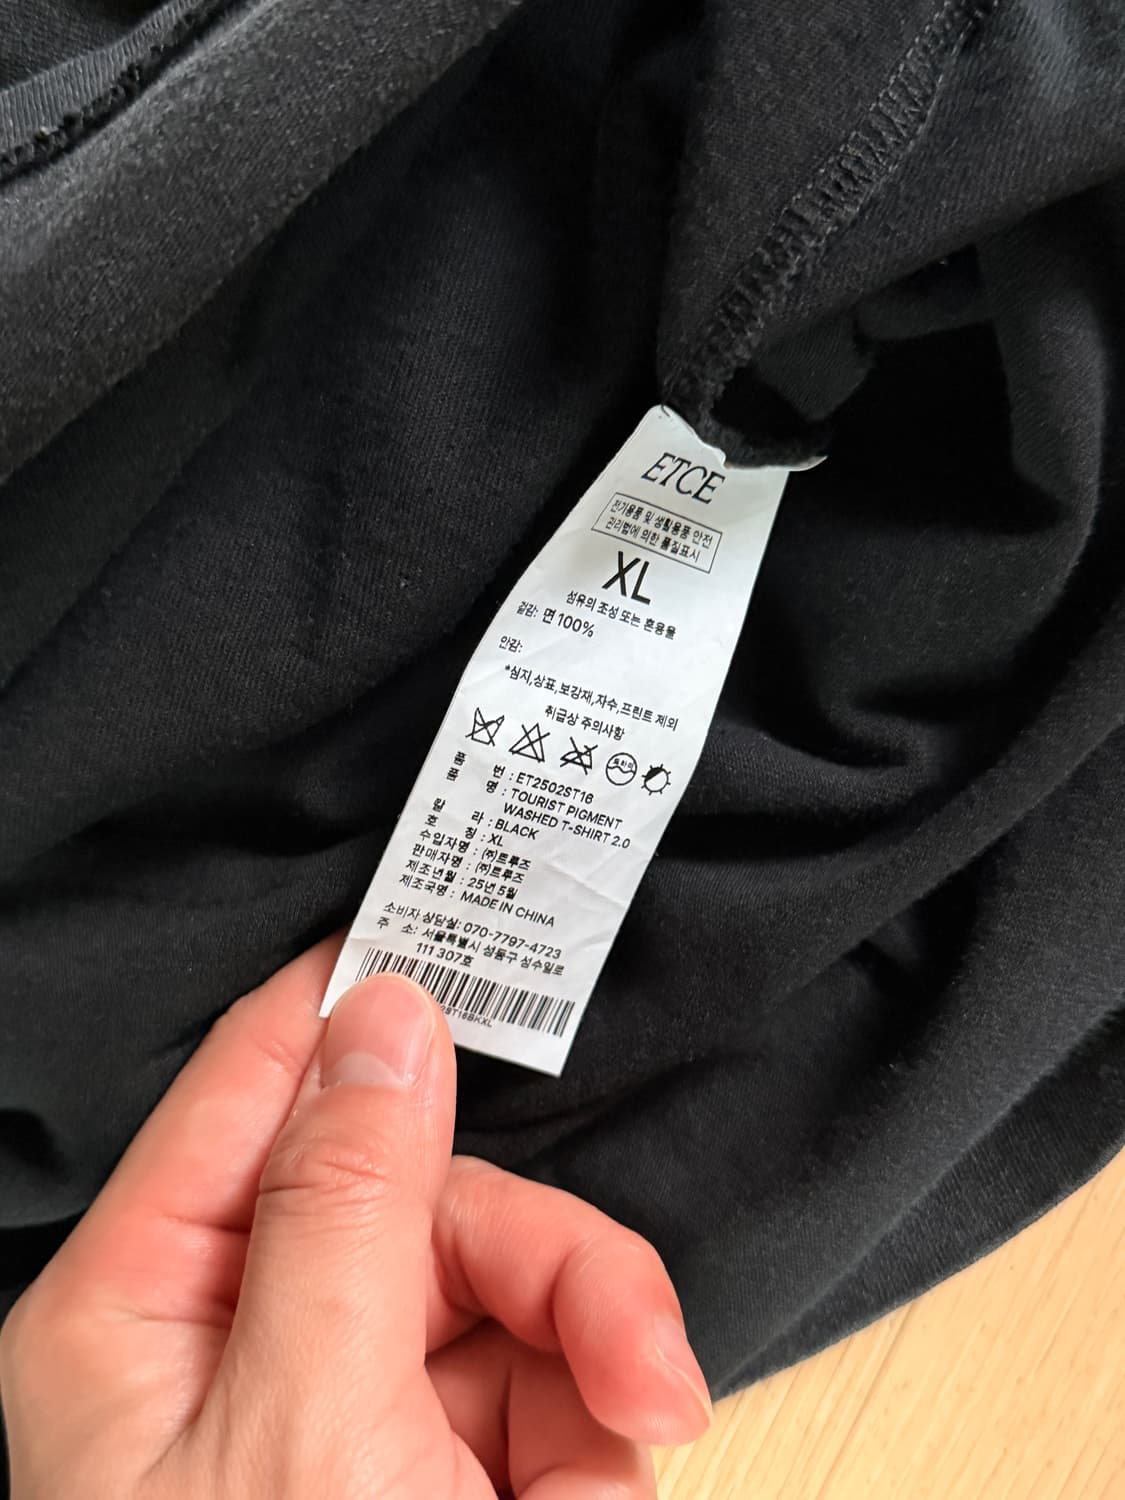 ETCE
전기용품 및 생활용품 안전
관리법에 의한 품질표시
XL
섬유의 조성 또는 혼용율
겉감: 면 100%
안감:
*심지,상표,보강재,자수,프린트 제외
취급상 주의사항
품 번 : ET2502ST16
품 명 : TOURIST PIGMENT
WASHED T-SHIRT 2.0
칼 라 : BLACK
호 칭 : XL
수입자명 : ㈜트루즈
판매자명 : ㈜트루즈
제조년월 : 25년 5월
제조국명 : MADE IN CHINA
소비자 상담실: 070-7797-4723
주 소: 서울특별시 성동구 성수일로
111 307호